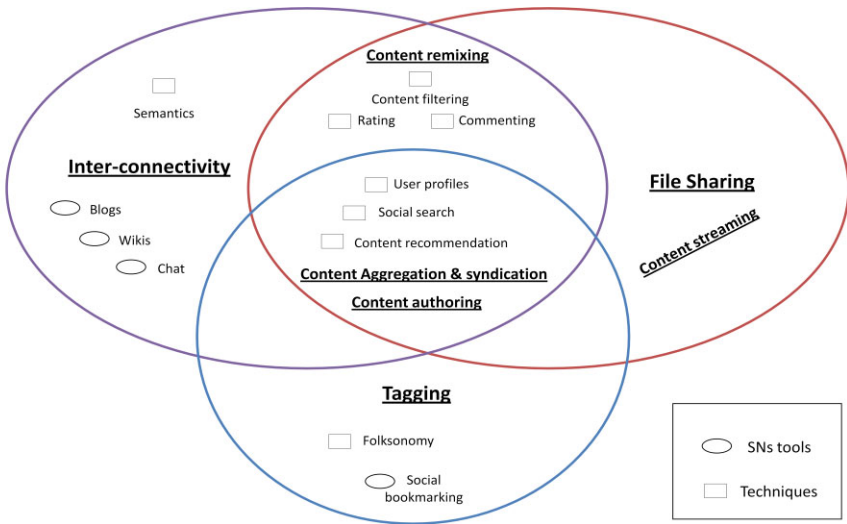 Content remixing
Content filtering
Rating
Commenting
Semantics
Inter-connectivity
Blogs
Wikis
Chat
User profiles
Social search
Content recommendation
Content Aggregation & syndication
Content authoring
File Sharing
Content streaming
Tagging
Folksonomy
Social
bookmarking
SNs tools
Techniques